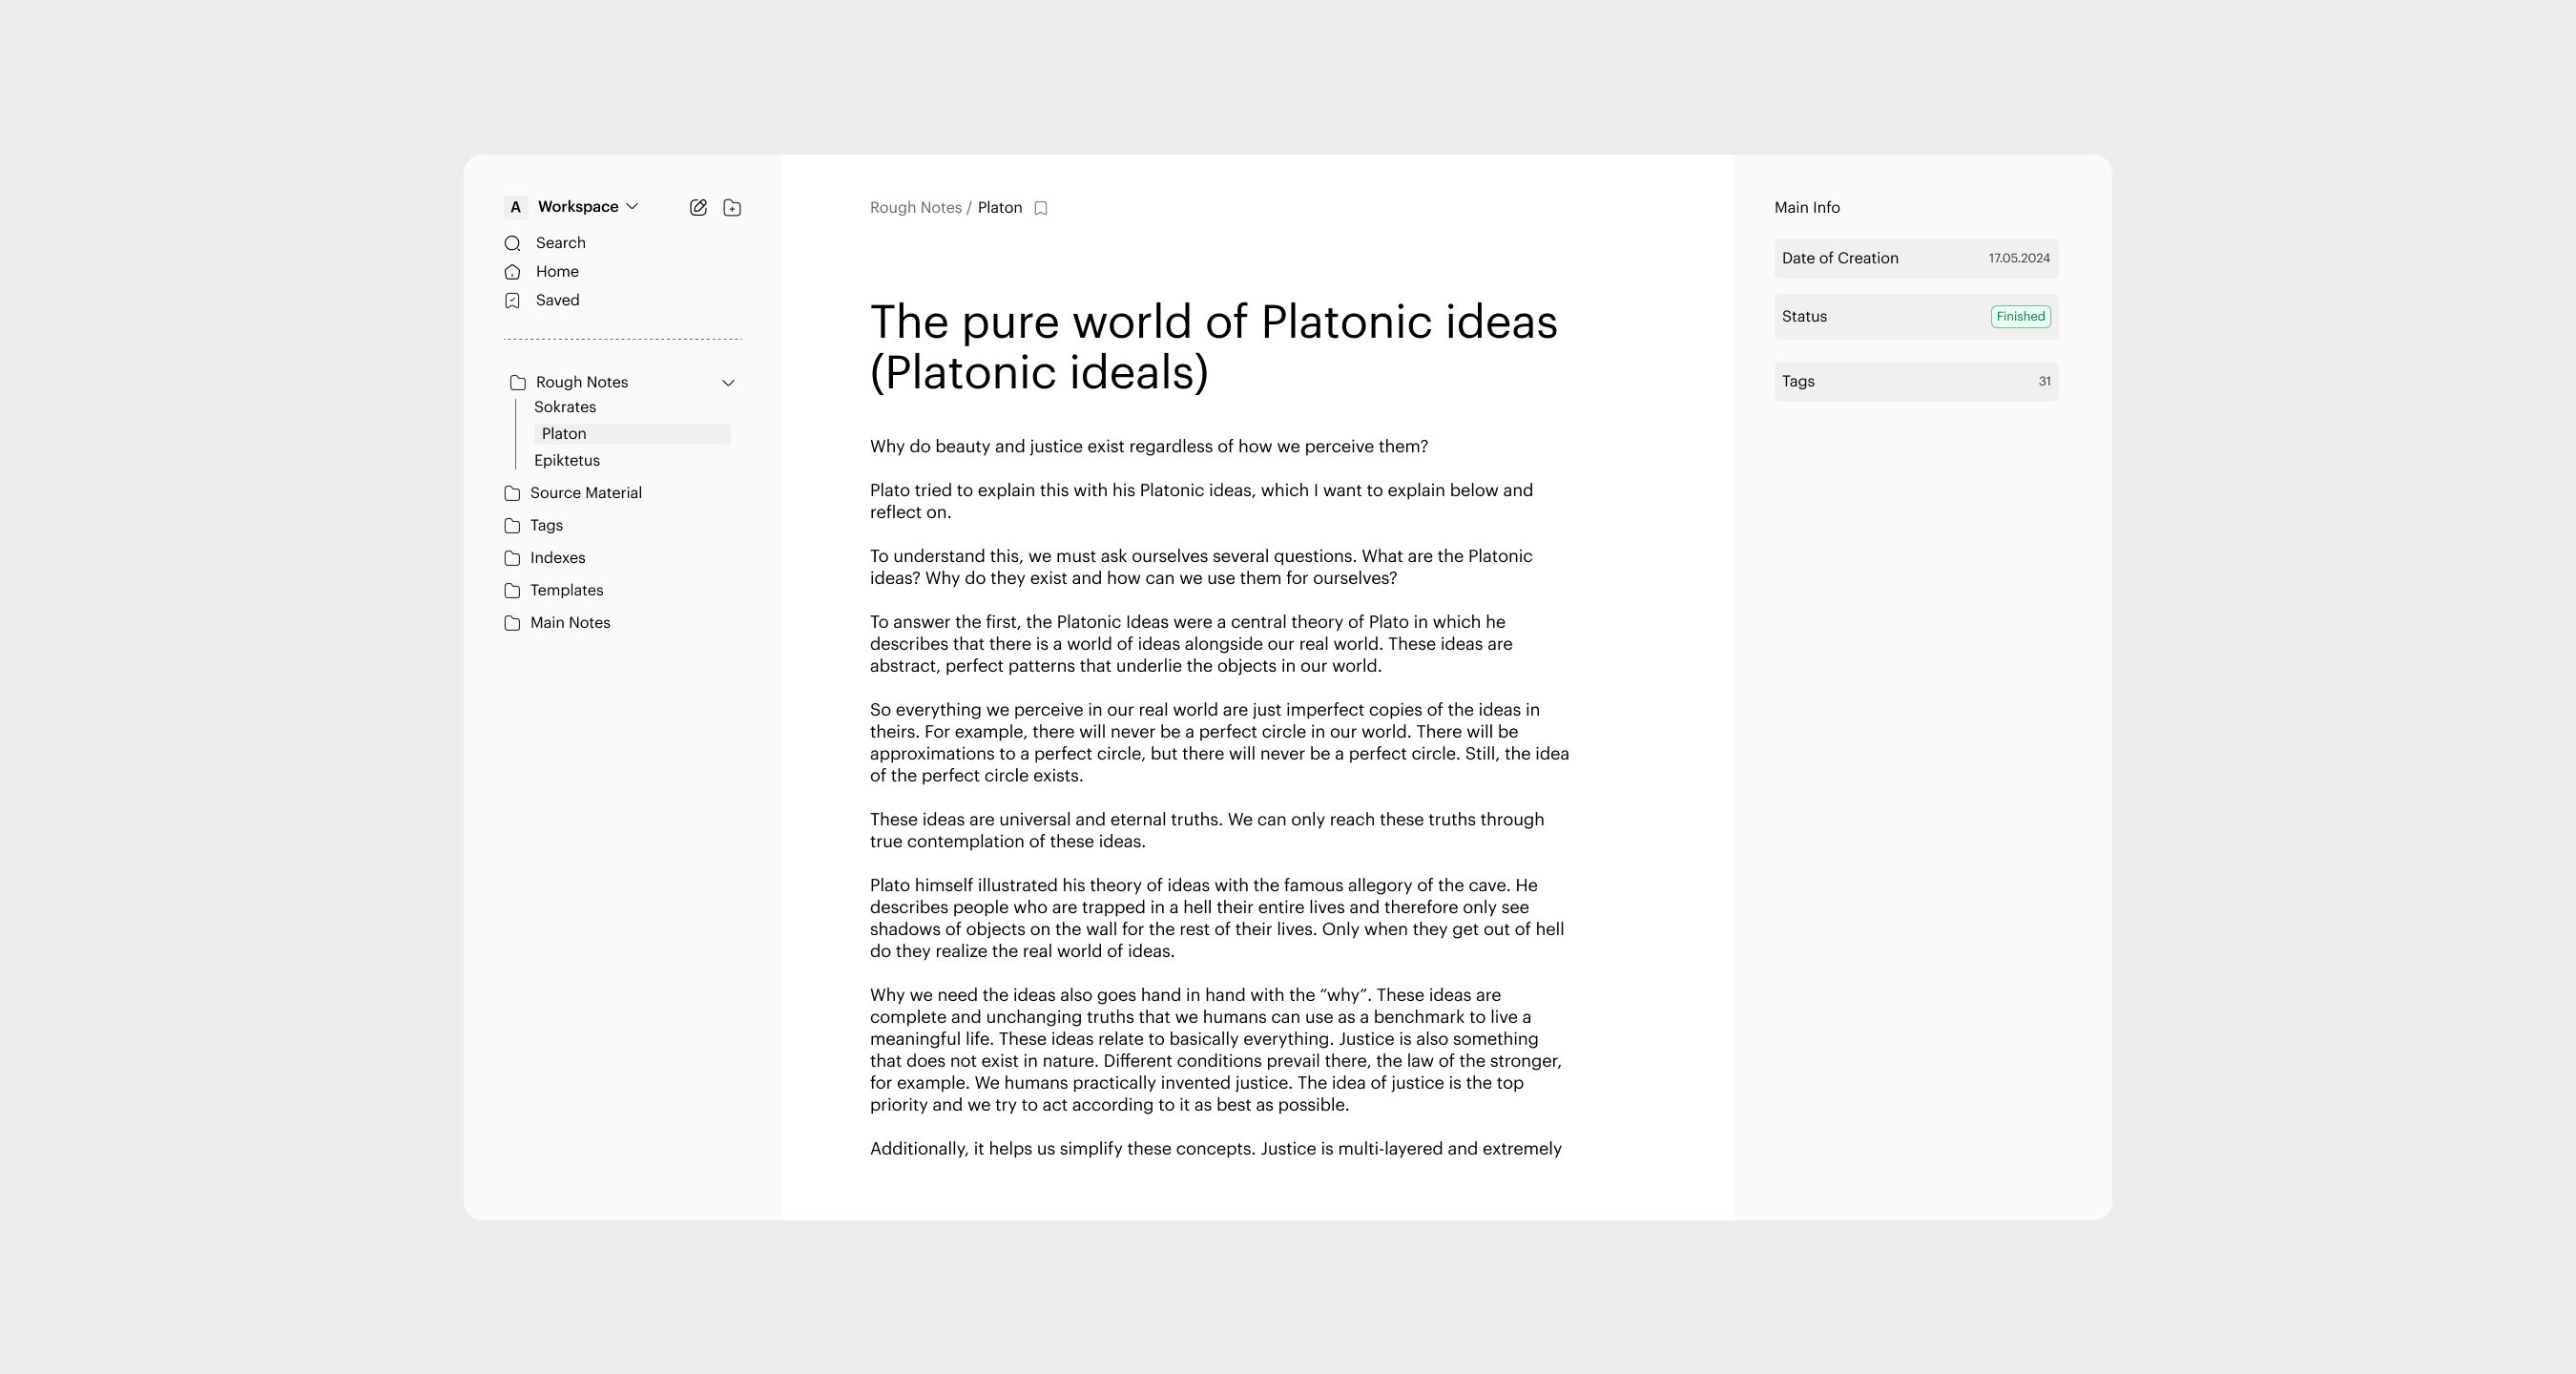 A Workspace
Search
Home
Saved
Rough Notes
Sokrates
Platon
Epiktetus
Source Material
Tags
Indexes
Templates
Main Notes
Rough Notes / Platon
The pure world of Platonic ideas
(Platonic ideals)
Why do beauty and justice exist regardless of how we perceive them?
Plato tried to explain this with his Platonic ideas, which I want to explain below and
reflect on.
To understand this, we must ask ourselves several questions. What are the Platonic
ideas? Why do they exist and how can we use them for ourselves?
To answer the first, the Platonic Ideas were a central theory of Plato in which he
describes that there is a world of ideas alongside our real world. These ideas are
abstract, perfect patterns that underlie the objects in our world.
So everything we perceive in our real world are just imperfect copies of the ideas in
theirs. For example, there will never be a perfect circle in our world. There will be
approximations to a perfect circle, but there will never be a perfect circle. Still, the idea
of the perfect circle exists.
These ideas are universal and eternal truths. We can only reach these truths through
true contemplation of these ideas.
Plato himself illustrated his theory of ideas with the famous allegory of the cave. He
describes people who are trapped in a hell their entire lives and therefore only see
shadows of objects on the wall for the rest of their lives. Only when they get out of hell
do they realize the real world of ideas.
Why we need the ideas also goes hand in hand with the “why”. These ideas are
complete and unchanging truths that we humans can use as a benchmark to live a
meaningful life. These ideas relate to basically everything. Justice is also something
that does not exist in nature. Different conditions prevail there, the law of the stronger,
for example. We humans practically invented justice. The idea of justice is the top
priority and we try to act according to it as best as possible.
Additionally, it helps us simplify these concepts. Justice is multi-layered and extremely
Main Info
Date of Creation 17.05.2024
Status Finished
Tags 31